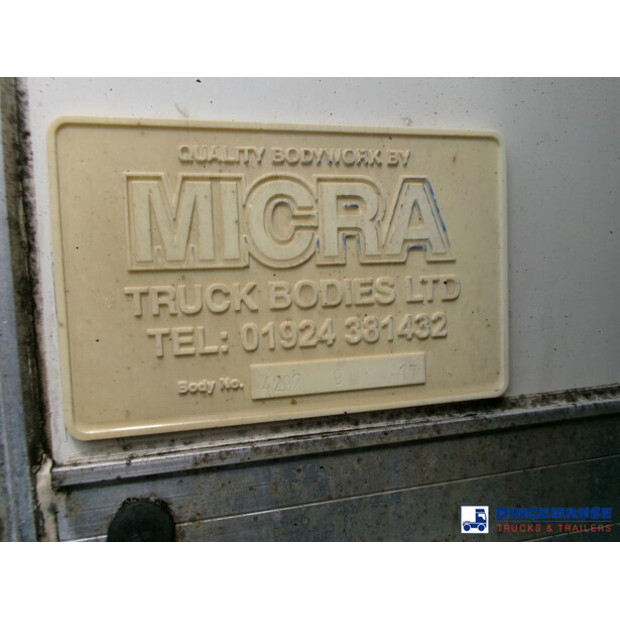 QUALITY BODYWORK BY
MICRA
TRUCK BODIES LTD
TEL: 01924 381432
Body No.
TRUCKS & TRAILERS